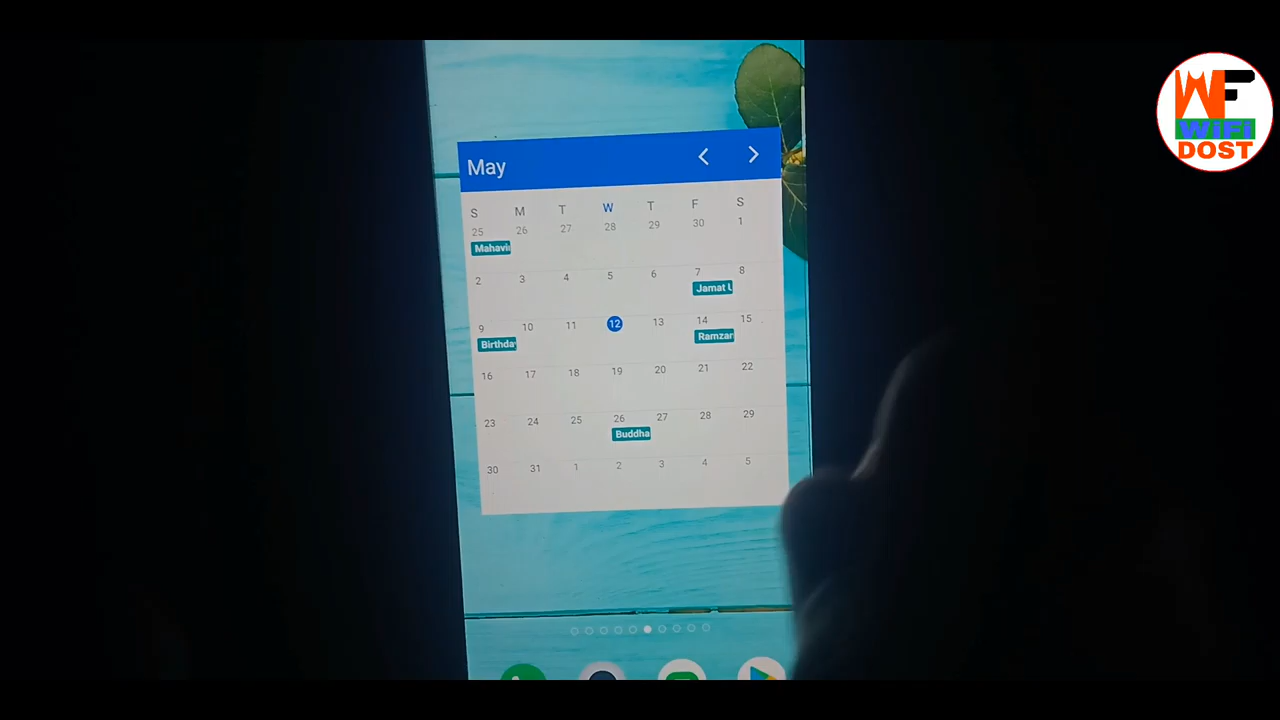 WF
WiFi
DOST
May
S M T W T F S
25 26 27 28 29 30 1
Mahavi
2 3 4 5 6 7 8
Jamat U
9 10 11 12 13 14 15
Birthda Ramzan
16 17 18 19 20 21 22
23 24 25 26 27 28 29
Buddha
30 31 1 2 3 4 5